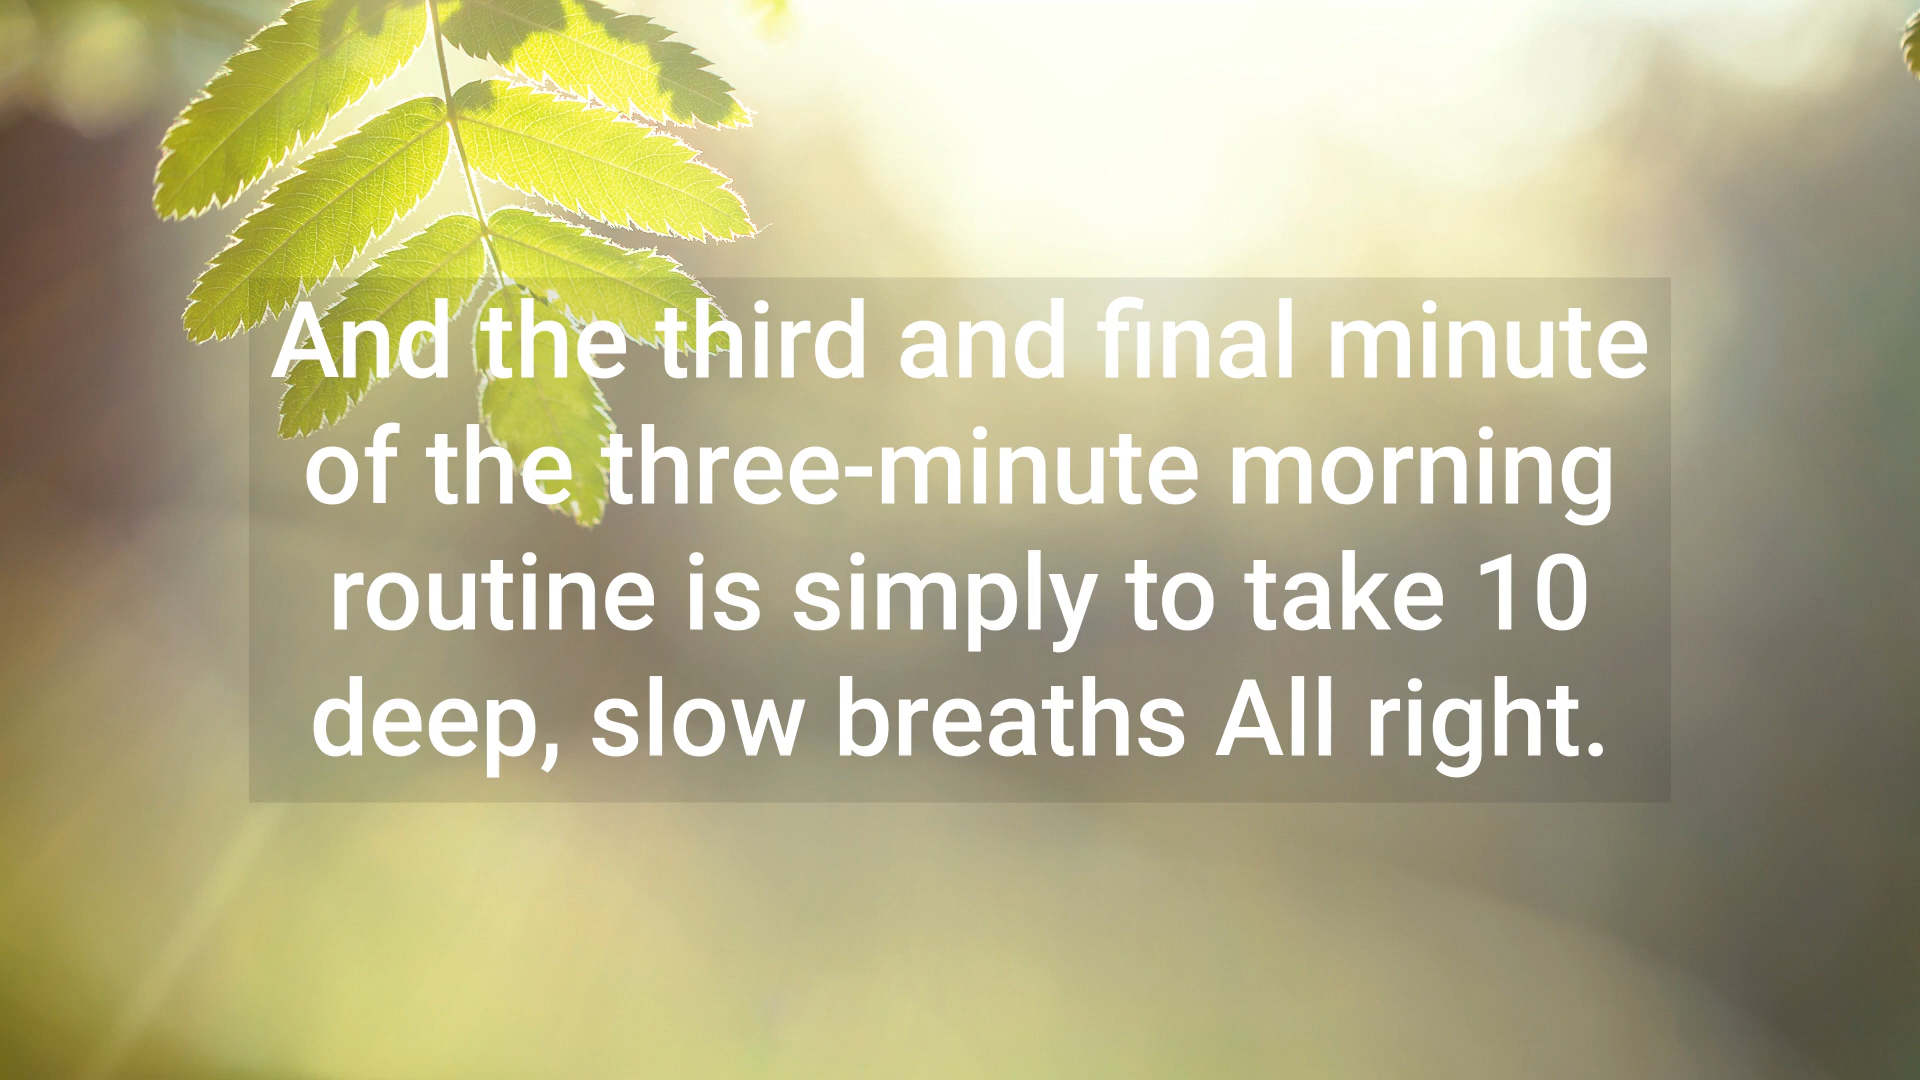 And the third and final minute
of the three-minute morning
routine is simply to take 10
deep, slow breaths All right.